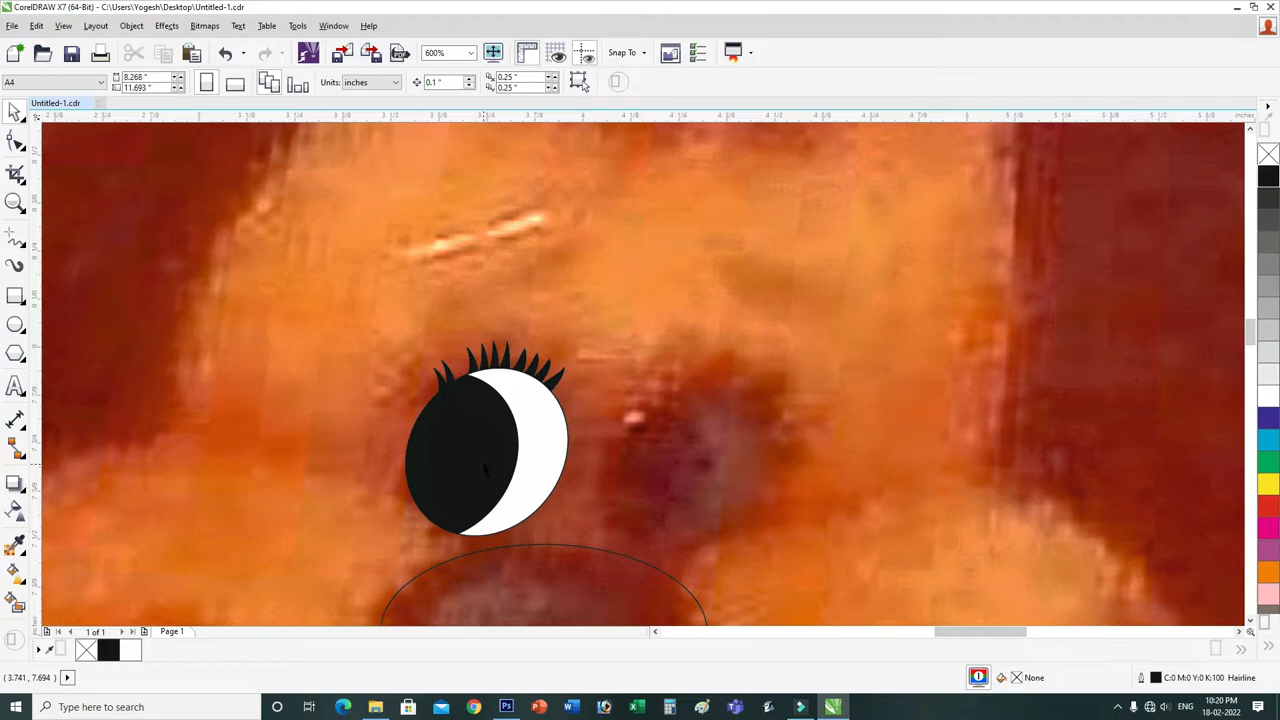 CorelDRAW X7 (64-Bit) - C:\Users\Yogesh\Desktop\Untitled-1.cdr
File Edit View Layout Object Effects Bitmaps Text Table Tools Window Help
600% Snap To
A4 8.268 " 11.693 " Units: inches 0.1 " 0.25 " 0.25 "
Untitled-1.cdr
inches
1 of 1 Page 1
( 3.741, 7.694 ) None C:0 M:0 Y:0 K:100 Hairline
Type here to search
ENG 10:20 PM 18-02-2022